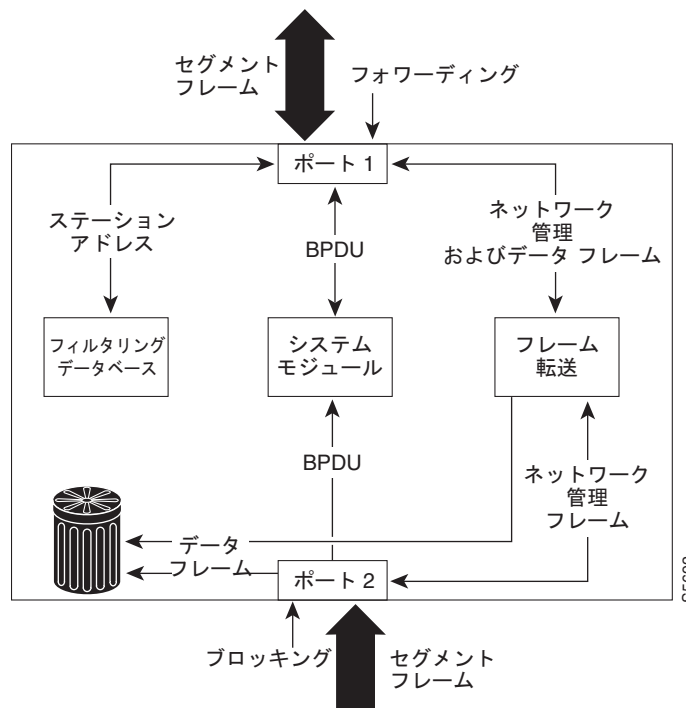 セグメント
フレーム
フォワーディング
ポート 1
ステーション
アドレス
BPDU
ネットワーク
管理
およびデータ フレーム
フィルタリング
データベース
システム
モジュール
フレーム
転送
BPDU
ネットワーク
管理
フレーム
データ
フレーム
ポート 2
ブロッキング
セグメント
フレーム